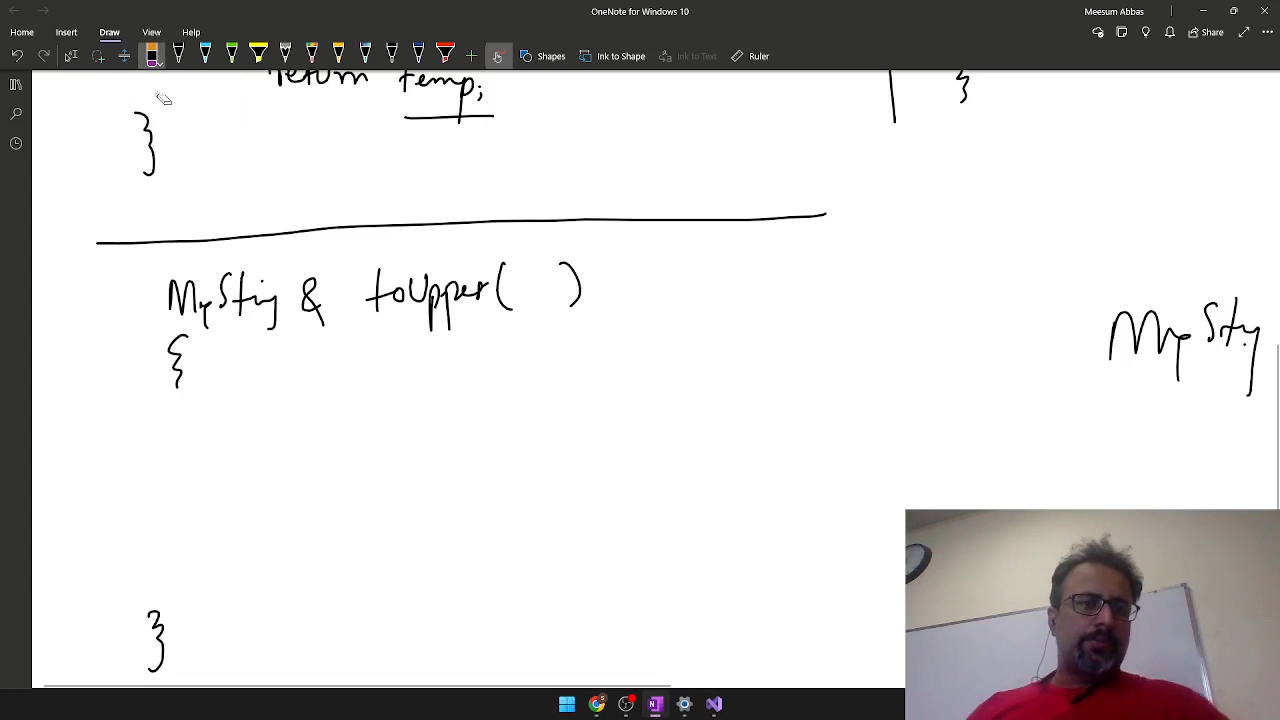 OneNote for Windows 10
Meesum Abbas
Home Insert Draw View Help
Share
Shapes Ink to Shape Ink to Text Ruler
return temp;
}
}
MyString & toUpper( )
{
MyString
}